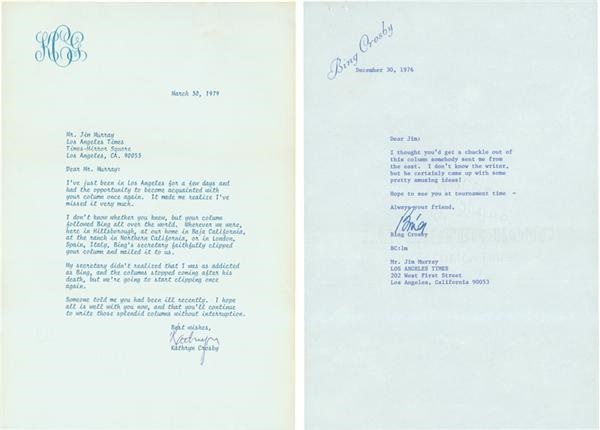 KCG
March 30, 1979
Mr. Jim Murray
Los Angeles Times
Times-Mirror Square
Los Angeles, CA. 90055
Dear Mr. Murray:
I've just been in Los Angeles for a few days and
had the opportunity to become acquainted with
your column once again. It made me realize I've
missed it very much.
I don't know whether you know, but your column
followed Bing all over the world. Wherever we were,
here in Hillsborough, at our home in Baja California,
at the ranch in Northern California, or in London,
Spain, Italy, Bing's secretary faithfully clipped
your column and mailed it to us.
My secretary didn't realized that I was as addicted
as Bing, and the columns stopped coming after his
death, but we're going to start clipping once
again.
Someone told me you had been ill recently. I hope
all is well with you now, and that you'll continue
to write those splendid columns without interruption.
Best wishes,
Kathryn
Kathryn Crosby
Bing Crosby
December 30, 1976
Dear Jim:
I thought you'd get a chuckle out of
this column somebody sent me from
the east. I don't know the writer,
but he certainly came up with some
pretty amusing ideas!
Hope to see you at tournament time -
Always your friend,
Bing
Bing Crosby
BC:lm
Mr. Jim Murray
LOS ANGELES TIMES
202 West First Street
Los Angeles, California 90053